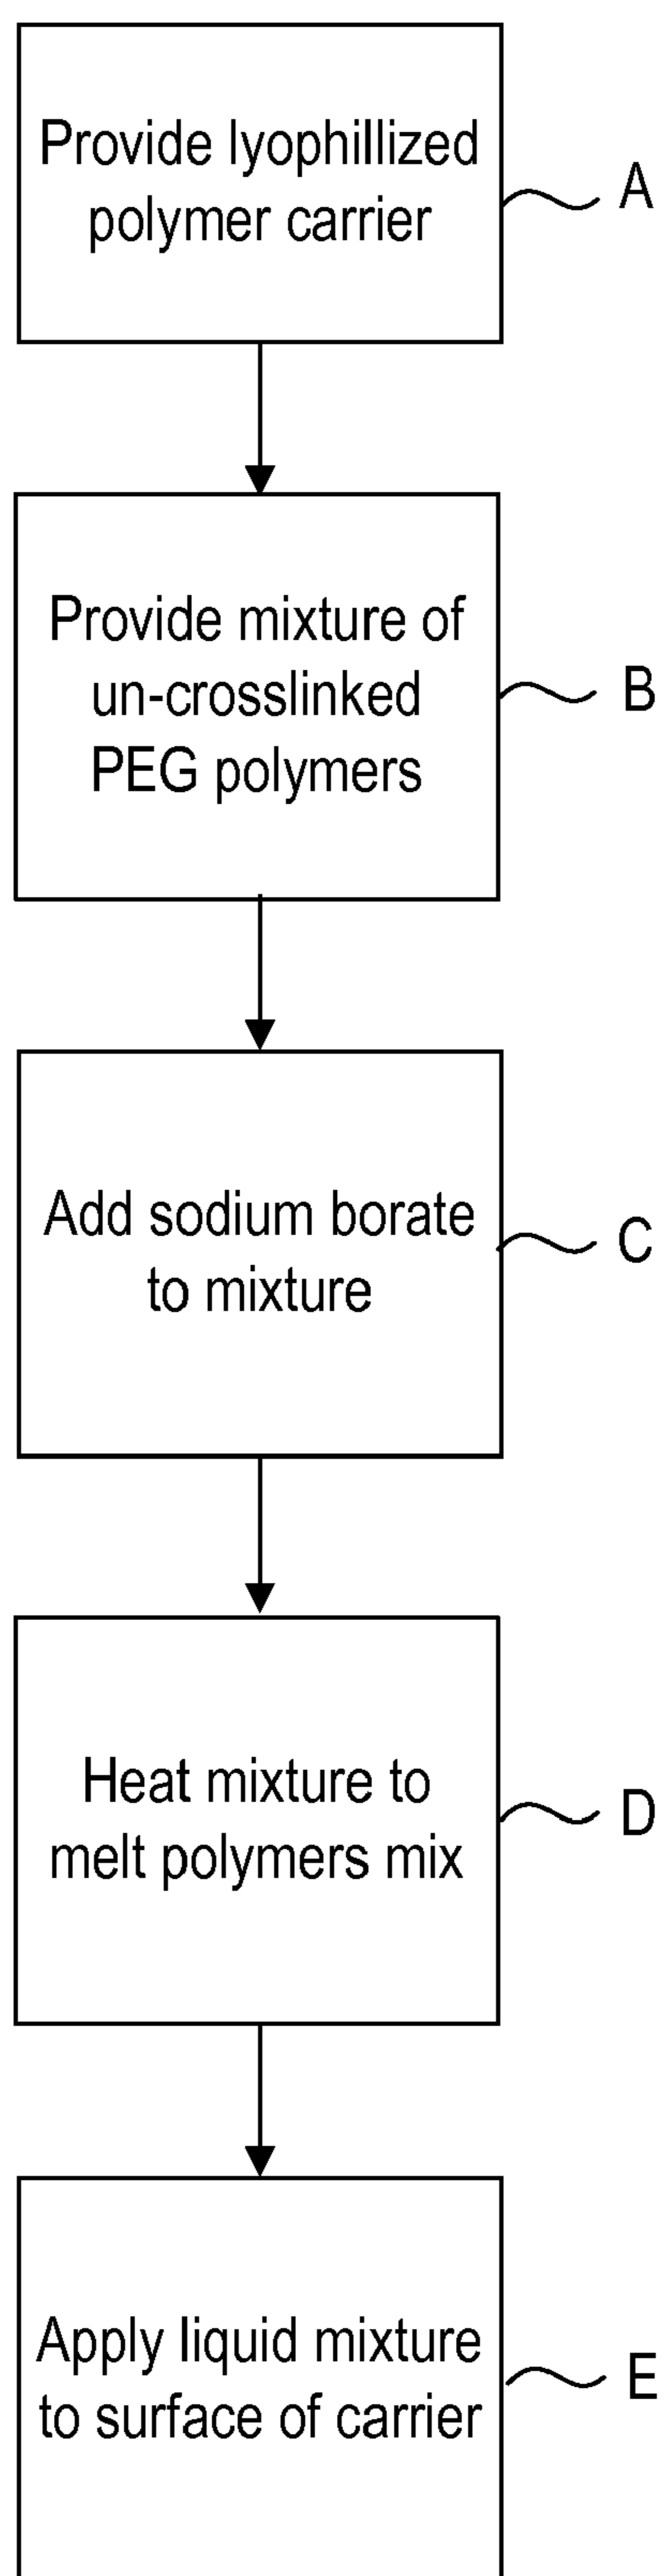 Provide lyophillized
polymer carrier
A
Provide mixture of
un-crosslinked
PEG polymers
B
Add sodium borate
to mixture
C
Heat mixture to
melt polymers mix
D
Apply liquid mixture
to surface of carrier
E